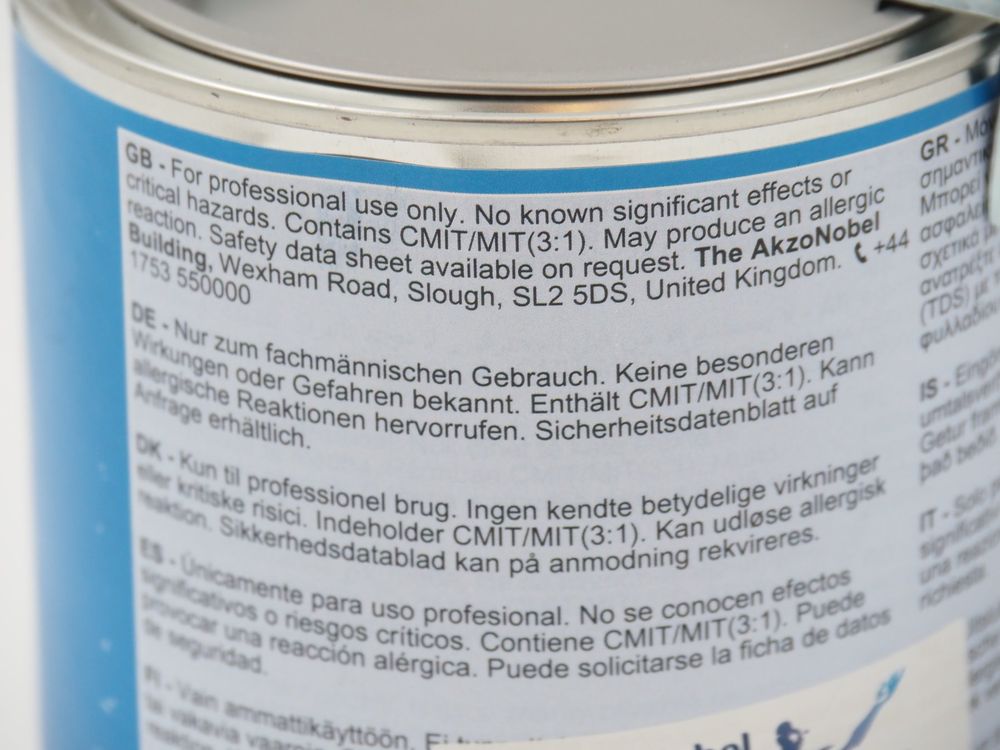 GB - For professional use only. No known significant effects or
critical hazards. Contains CMIT/MIT(3:1). May produce an allergic
reaction. Safety data sheet available on request. The AkzoNobel
Building, Wexham Road, Slough, SL2 5DS, United Kingdom. +44
1753 550000
DE - Nur zum fachmännischen Gebrauch. Keine besonderen
Wirkungen oder Gefahren bekannt. Enthält CMIT/MIT(3:1). Kann
allergische Reaktionen hervorrufen. Sicherheitsdatenblatt auf
Anfrage erhältlich.
DK - Kun til professionel brug. Ingen kendte betydelige virkninger
eller kritiske risici. Indeholder CMIT/MIT(3:1). Kan udløse allergisk
reaktion. Sikkerhedsdatablad kan på anmodning rekvireres.
ES - Únicamente para uso profesional. No se conocen efectos
significativos o riesgos críticos. Contiene CMIT/MIT(3:1). Puede
provocar una reacción alérgica. Puede solicitarse la ficha de datos
de seguridad.
FI - Vain ammattikäyttöön.
GR -
(TDS)
IS -
Getur
það
IT - Solo
una